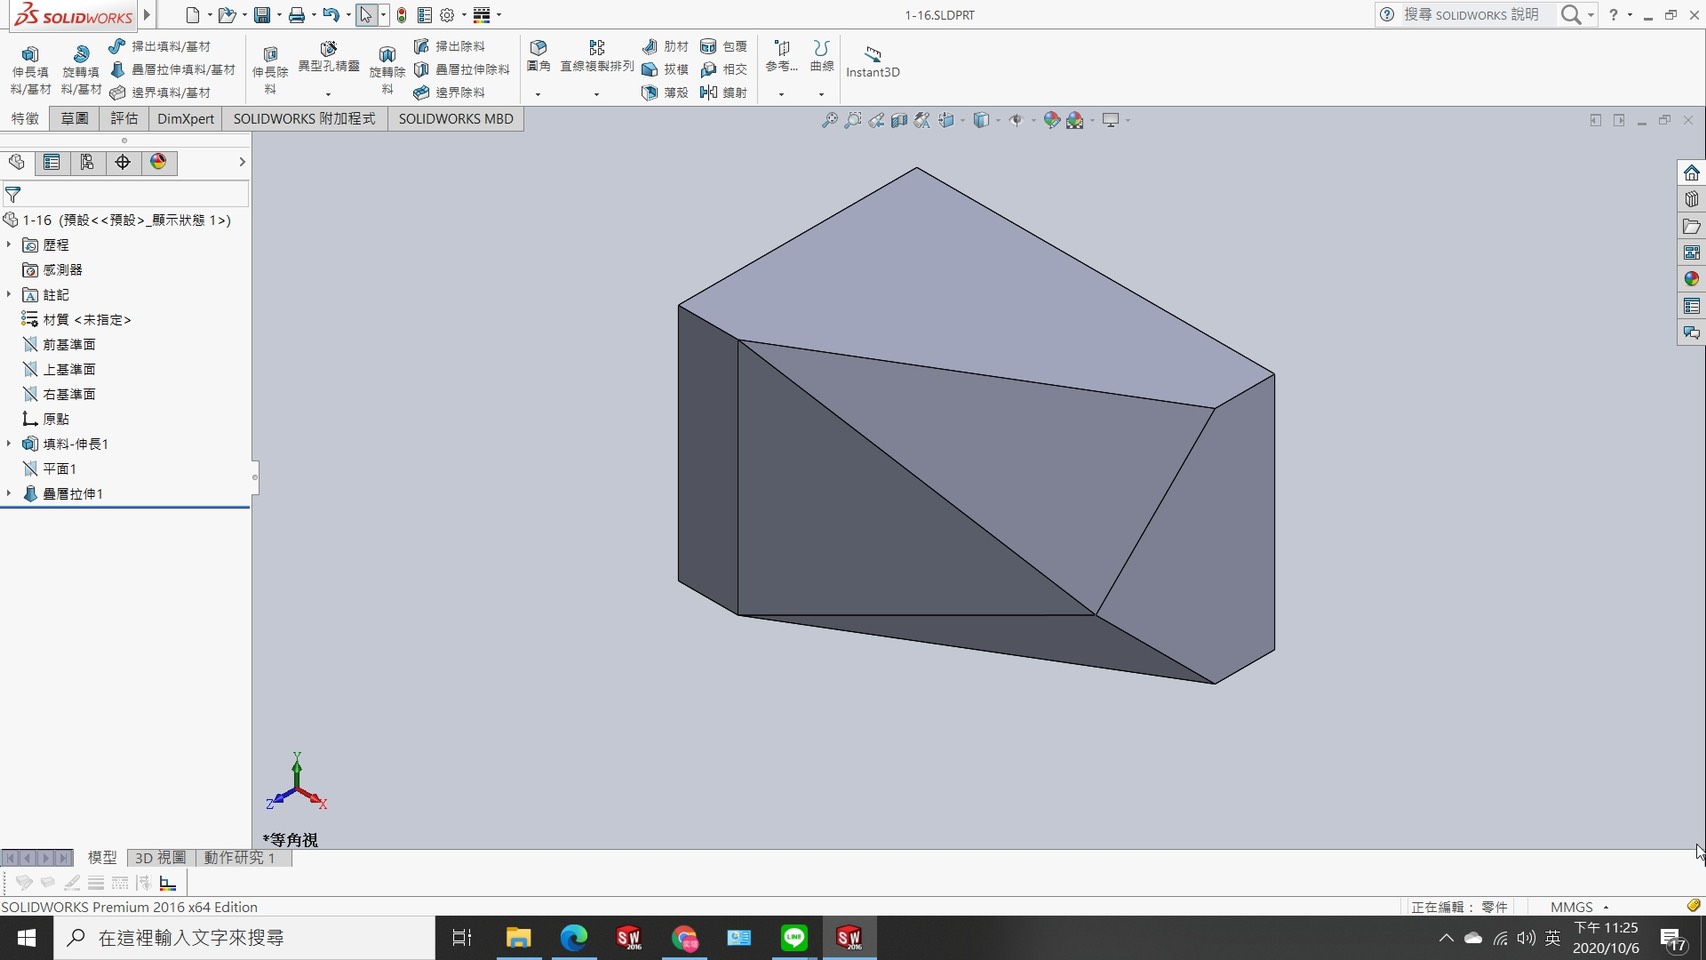 SOLIDWORKS
1-16.SLDPRT
搜尋 SOLIDWORKS 說明
伸長填料/基材
旋轉填料/基材
掃出填料/基材
疊層拉伸填料/基材
邊界填料/基材
伸長除料
異型孔精靈
旋轉除料
掃出除料
疊層拉伸除料
邊界除料
圓角
直線複製排列
肋材
拔模
薄殼
包覆
相交
鏡射
參考...
曲線
Instant3D
特徵
草圖
評估
DimXpert
SOLIDWORKS 附加程式
SOLIDWORKS MBD
1-16 (預設<<預設>_顯示狀態 1>)
歷程
感測器
註記
材質 <未指定>
前基準面
上基準面
右基準面
原點
填料-伸長1
平面1
疊層拉伸1
Y
Z
X
*等角視
模型
3D 視圖
動作研究 1
SOLIDWORKS Premium 2016 x64 Edition
正在編輯： 零件
MMGS
在這裡輸入文字來搜尋
SW
2016
LINE
SW
2016
英
下午 11:25
2020/10/6
17